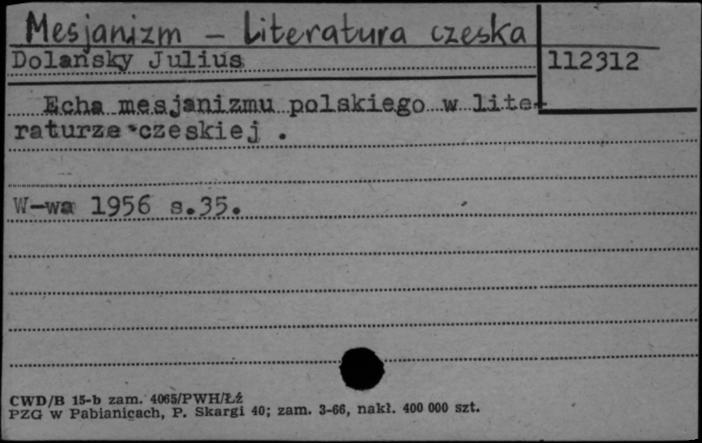 Mesjanizm - Literatura czeska
Dolansky Julius 112312
Echa mesjanizmu polskiego w lite-
raturze czeskiej .
W-wa 1956 s.35.
CWD/B 15-b zam. 4065/PWH/Łź
PZG w Pabianicach, P. Skargi 40; zam. 3-66, nakł. 400 000 szt.